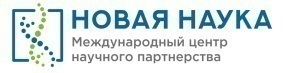 НОВАЯ НАУКА
Международный центр
научного партнерства